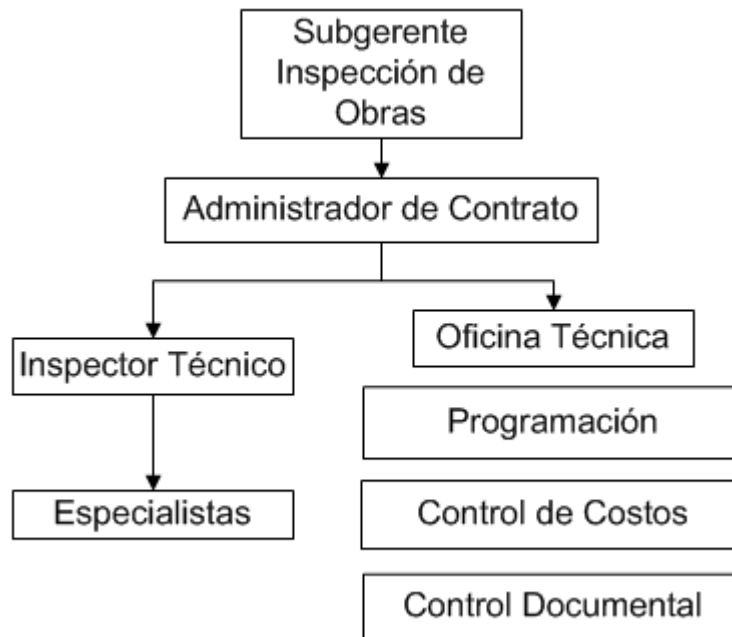 Subgerente
Inspección de
Obras
Administrador de Contrato
Inspector Técnico
Oficina Técnica
Programación
Especialistas
Control de Costos
Control Documental